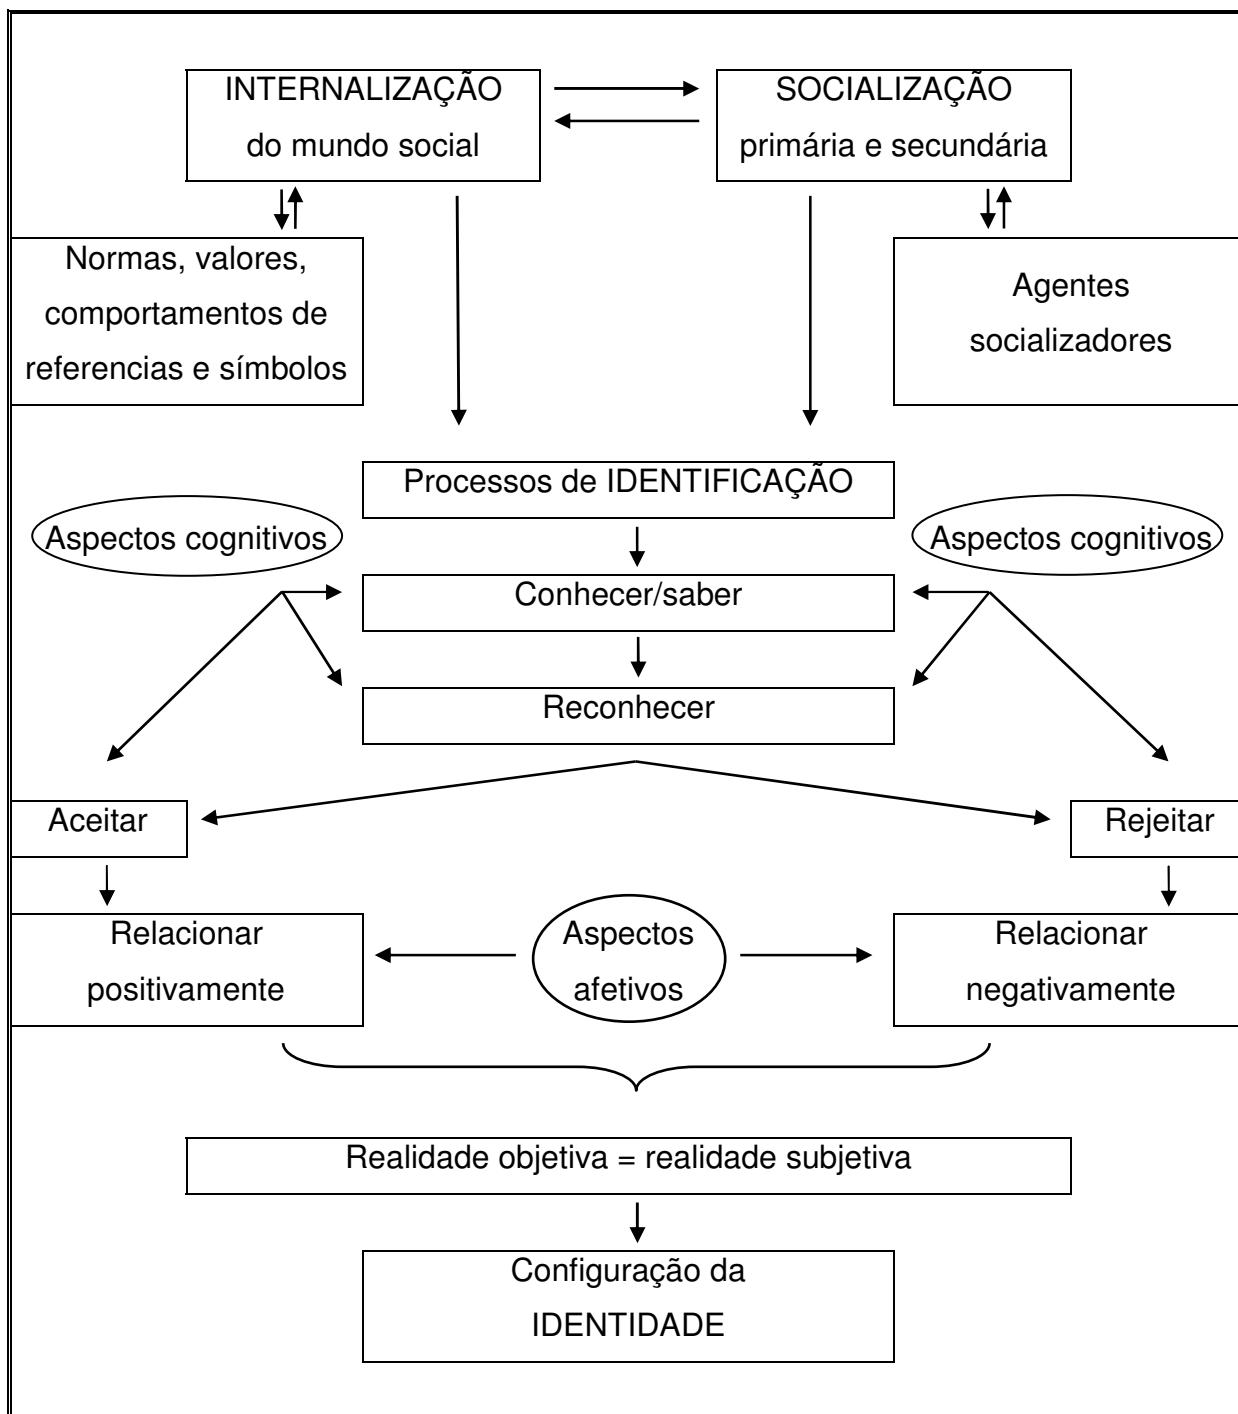 INTERNALIZAÇÃO
do mundo social
SOCIALIZAÇÃO
primária e secundária
Normas, valores,
comportamentos de
referencias e símbolos
Agentes
socializadores
Processos de IDENTIFICAÇÃO
Aspectos cognitivos
Aspectos cognitivos
Conhecer/saber
Reconhecer
Aceitar
Rejeitar
Relacionar
positivamente
Aspectos
afetivos
Relacionar
negativamente
Realidade objetiva = realidade subjetiva
Configuração da
IDENTIDADE